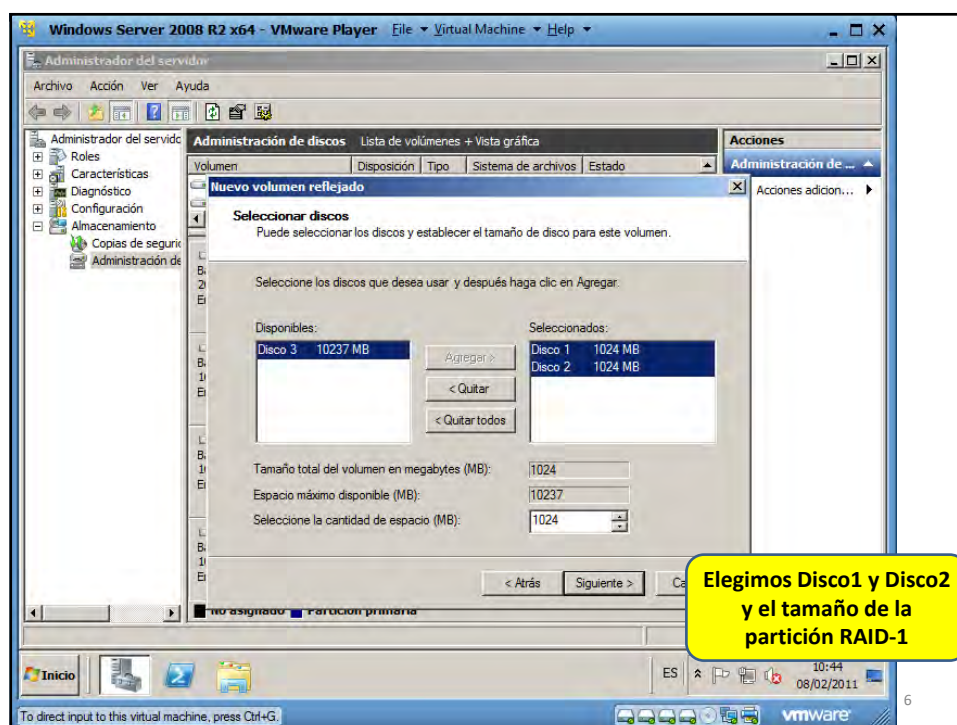 Windows Server 2008 R2 x64 - VMware Player File Virtual Machine Help
Administrador del servidor
Archivo Acción Ver Ayuda
Administrador del servidc
Roles
Características
Diagnóstico
Configuración
Almacenamiento
Copias de seguric
Administración de
Administración de discos Lista de volúmenes + Vista gráfica
Volumen Disposición Tipo Sistema de archivos Estado
Acciones
Administración de ...
Acciones adicion...
Nuevo volumen reflejado
Seleccionar discos
Puede seleccionar los discos y establecer el tamaño de disco para este volumen.
Seleccione los discos que desea usar y después haga clic en Agregar.
Disponibles:
Disco 3 10237 MB
Agregar >
< Quitar
< Quitar todos
Seleccionados:
Disco 1 1024 MB
Disco 2 1024 MB
Tamaño total del volumen en megabytes (MB): 1024
Espacio máximo disponible (MB): 10237
Seleccione la cantidad de espacio (MB): 1024
< Atrás Siguiente > Ca
No asignado Partición primaria
Elegimos Disco1 y Disco2
y el tamaño de la
partición RAID-1
Inicio
ES
10:44
08/02/2011
6
To direct input to this virtual machine, press Ctrl+G.
vmware